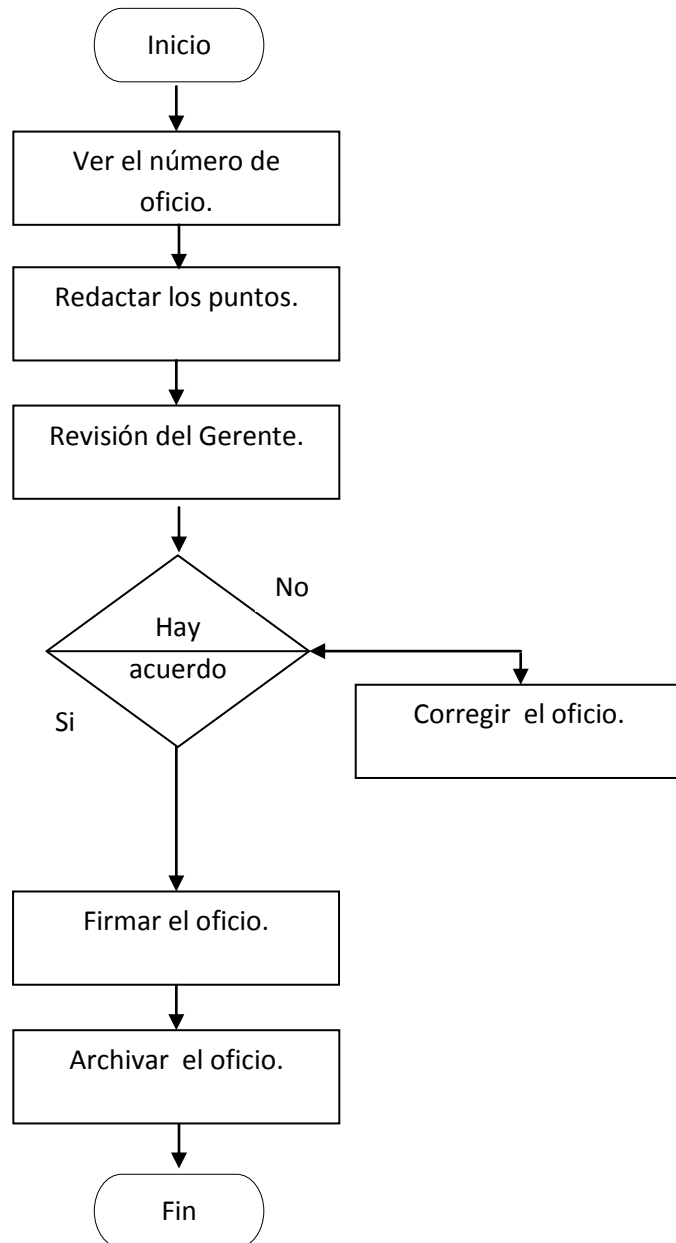 Inicio
Ver el número de
oficio.
Redactar los puntos.
Revisión del Gerente.
No
Hay
acuerdo
Si
Corregir  el oficio.
Firmar el oficio.
Archivar  el oficio.
Fin